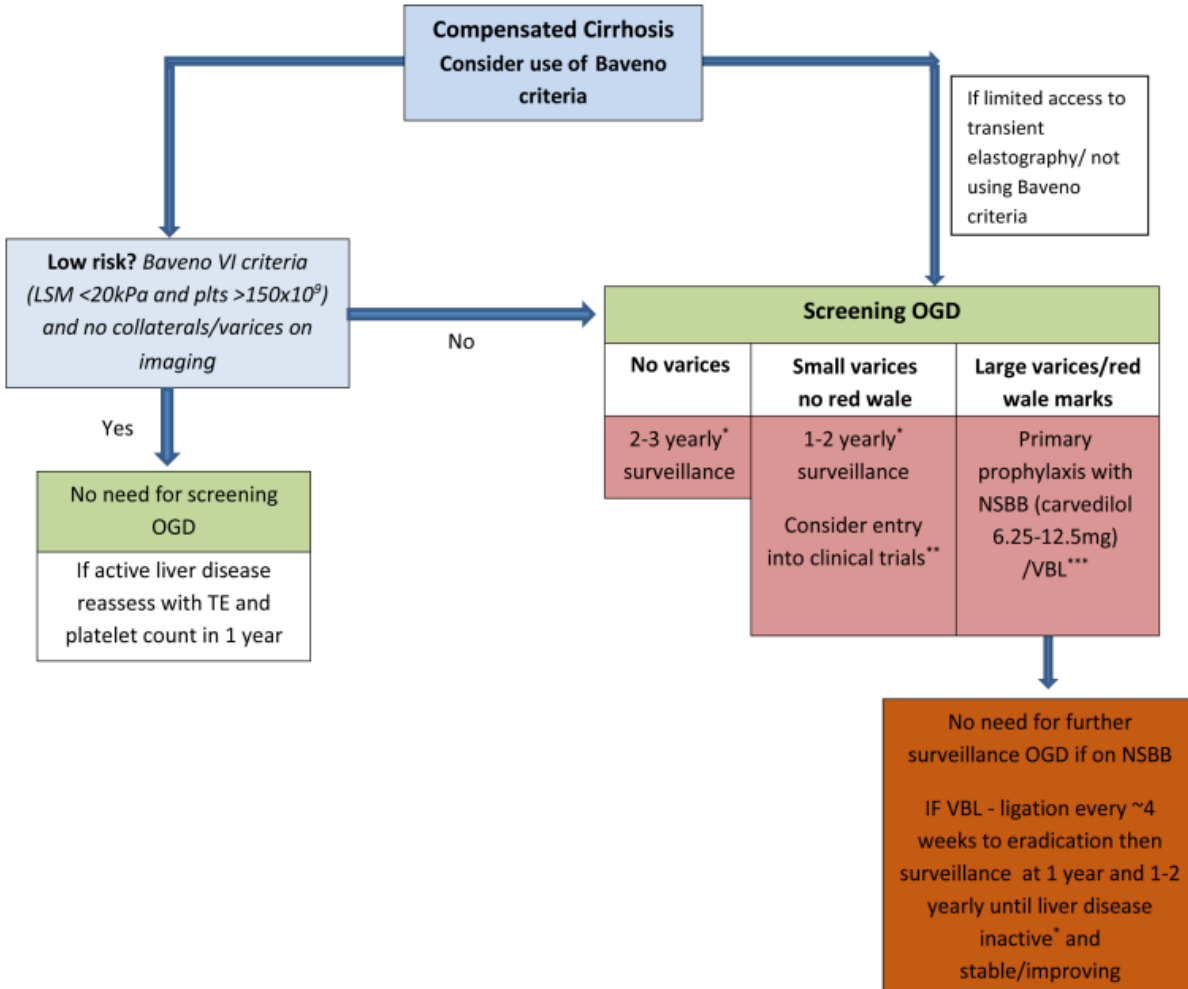 Compensated Cirrhosis
Consider use of Baveno
criteria
If limited access to
transient
elastography/ not
using Baveno
criteria
Low risk? Baveno VI criteria
(LSM <20kPa and plts >150x10⁹)
and no collaterals/varices on
imaging
No
Yes
No need for screening
OGD
If active liver disease
reassess with TE and
platelet count in 1 year
Screening OGD
No varices
Small varices
no red wale
Large varices/red
wale marks
2-3 yearly*
surveillance
1-2 yearly*
surveillance
Consider entry
into clinical trials**
Primary
prophylaxis with
NSBB (carvedilol
6.25-12.5mg)
/VBL***
No need for further
surveillance OGD if on NSBB
IF VBL - ligation every ~4
weeks to eradication then
surveillance at 1 year and 1-2
yearly until liver disease
inactive* and
stable/improving